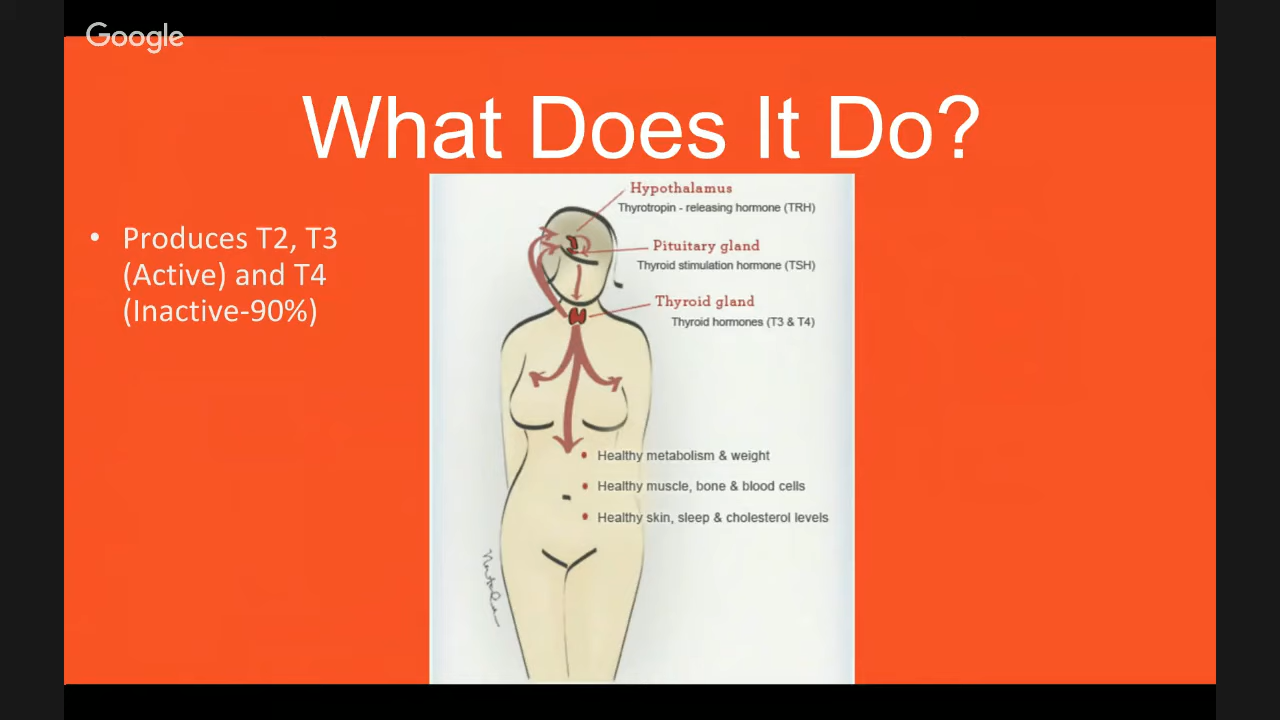 Google
What Does It Do?
• Produces T2, T3
(Active) and T4
(Inactive-90%)
Hypothalamus
Thyrotropin - releasing hormone (TRH)
Pituitary gland
Thyroid stimulation hormone (TSH)
Thyroid gland
Thyroid hormones (T3 & T4)
• Healthy metabolism & weight
• Healthy muscle, bone & blood cells
• Healthy skin, sleep & cholesterol levels